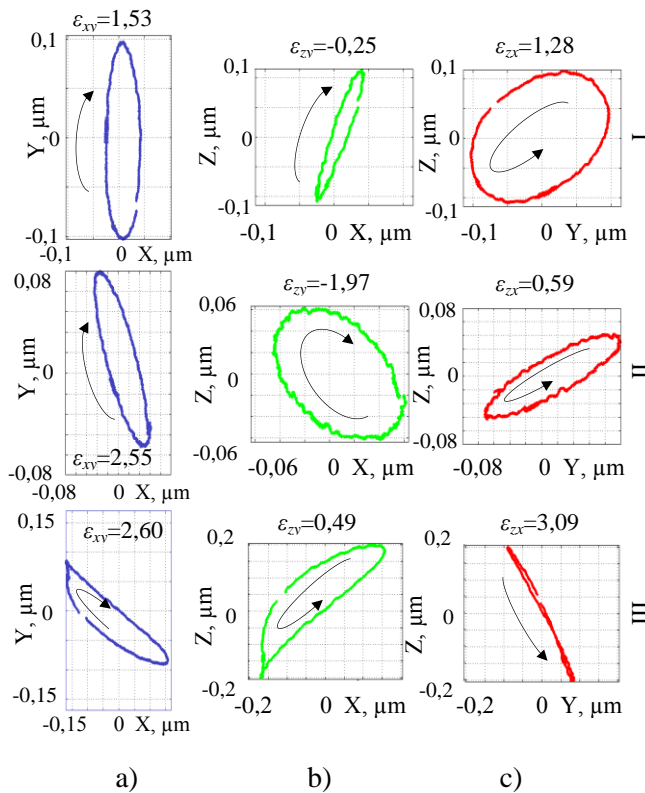 ε_xy=1,53
ε_zy=-0,25
ε_zx=1,28
0,1
0
-0,1
Y, µm
-0,1 0 X, µm
0,1
0
-0,1
Z, µm
-0,1 0 X, µm
0,1
0
-0,1
Z, µm
-0,1 0 Y, µm
I
0,08
0
-0,08
Y, µm
ε_xy=2,55
-0,08 0 X, µm
ε_zy=-1,97
0,06
0
-0,06
Z, µm
-0,06 0 X, µm
ε_zx=0,59
0,08
0
-0,08
Z, µm
-0,08 0 Y, µm
II
0,15
0
-0,15
Y, µm
ε_xy=2,60
-0,15 0 X, µm
ε_zy=0,49
0,2
0
-0,2
Z, µm
-0,2 0 X, µm
ε_zx=3,09
0,2
0
-0,2
Z, µm
-0,2 0 Y, µm
III
a) b) c)